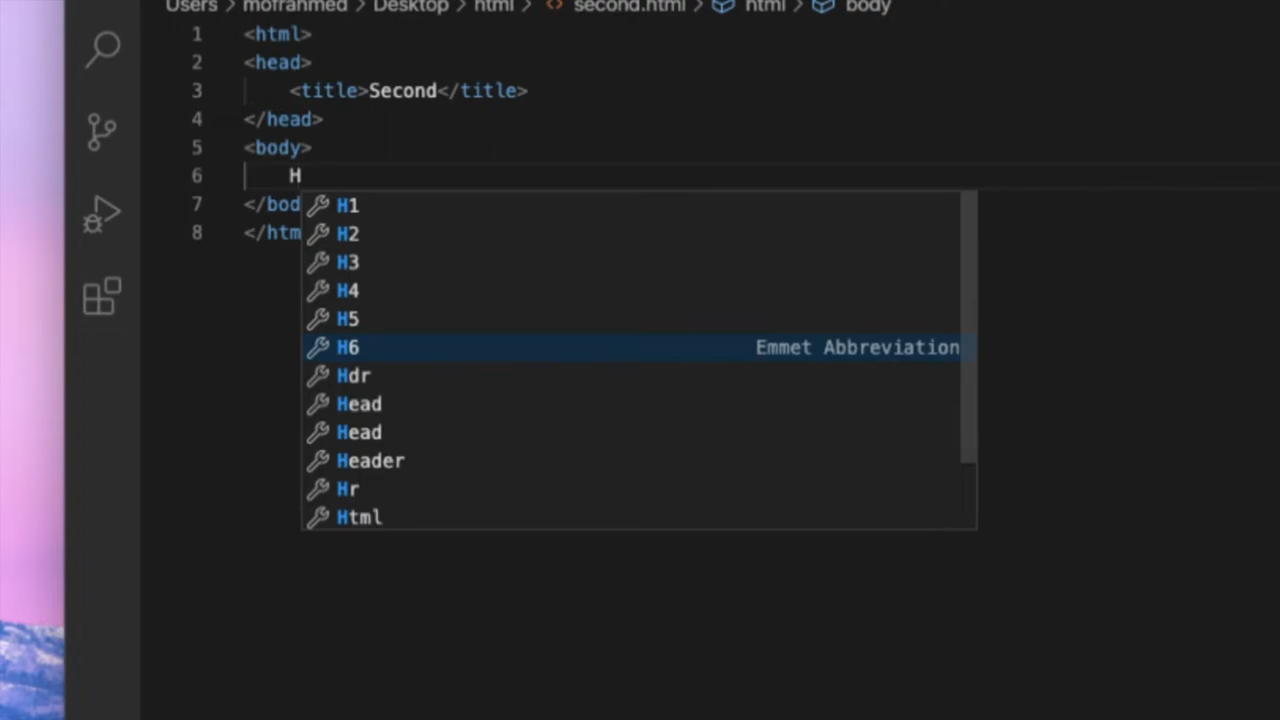 Users > mofrahmed > Desktop > html > <> second.html > html > body
1 <html>
2 <head>
3 <title>Second</title>
4 </head>
5 <body>
6 H
7 </bod
8 </htm
H1
H2
H3
H4
H5
H6 Emmet Abbreviation
Hdr
Head
Head
Header
Hr
Html